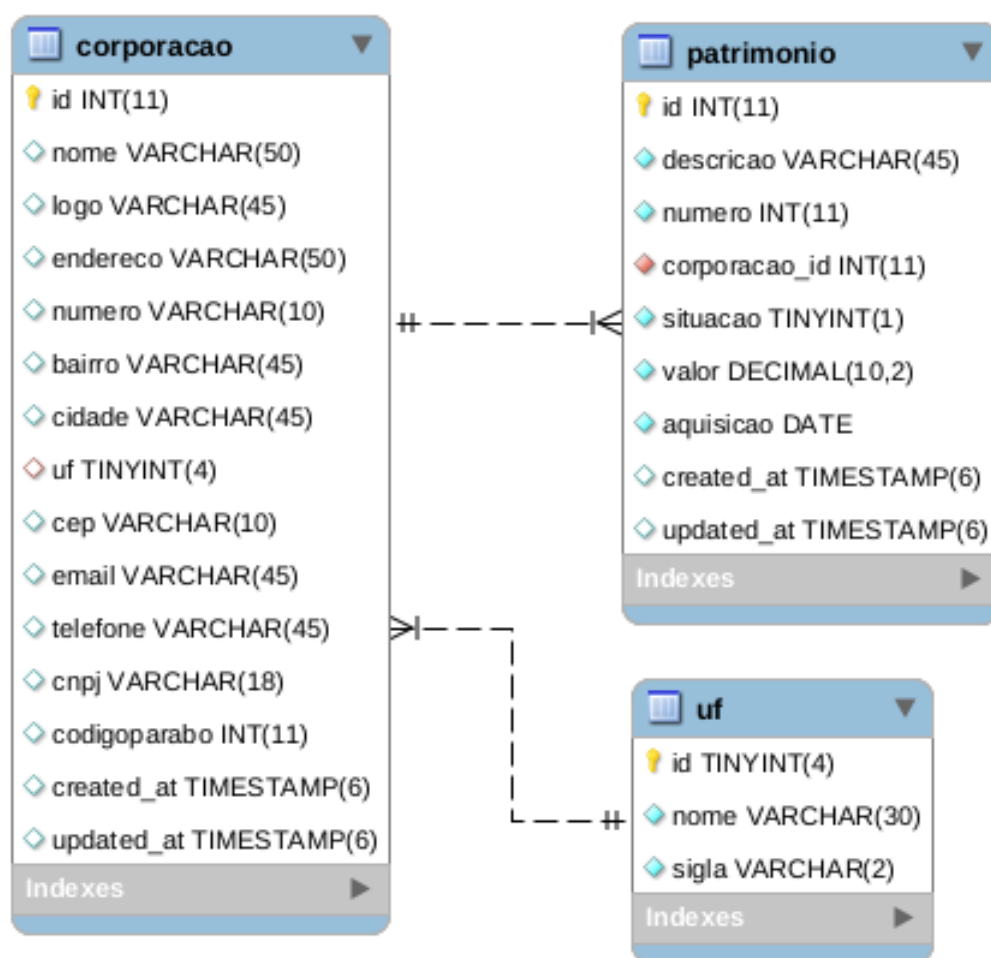 corporacao
id INT(11)
nome VARCHAR(50)
logo VARCHAR(45)
endereco VARCHAR(50)
numero VARCHAR(10)
bairro VARCHAR(45)
cidade VARCHAR(45)
uf TINYINT(4)
cep VARCHAR(10)
email VARCHAR(45)
telefone VARCHAR(45)
cnpj VARCHAR(18)
codigoparabo INT(11)
created_at TIMESTAMP(6)
updated_at TIMESTAMP(6)
Indexes
patrimonio
id INT(11)
descricao VARCHAR(45)
numero INT(11)
corporacao_id INT(11)
situacao TINYINT(1)
valor DECIMAL(10,2)
aquisicao DATE
created_at TIMESTAMP(6)
updated_at TIMESTAMP(6)
Indexes
uf
id TINYINT(4)
nome VARCHAR(30)
sigla VARCHAR(2)
Indexes